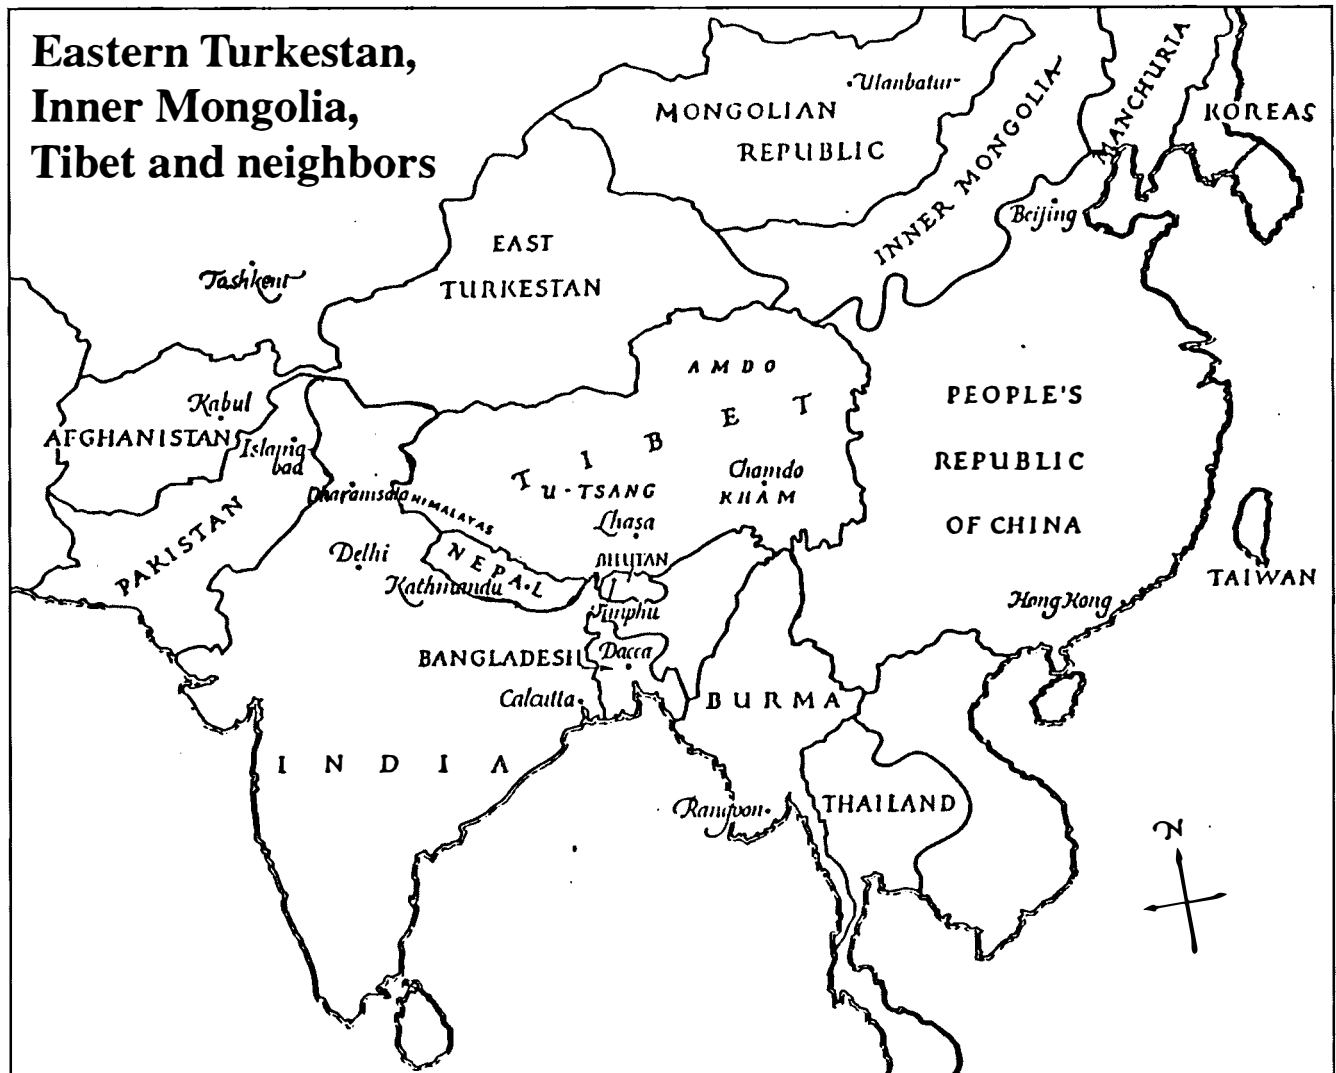 Eastern Turkestan,
Inner Mongolia,
Tibet and neighbors
Ulanbatur
MONGOLIAN
REPUBLIC
INNER MONGOLIA
MANCHURIA
KOREAS
Beijing
EAST
TURKESTAN
Tashkent
AMDO
TIBET
Kabul
AFGHANISTAN
Islama-
bad
PEOPLE'S
REPUBLIC
OF CHINA
Chamdo
KHAM
U-TSANG
Lhasa
Dharamsala
HIMALAYAS
PAKISTAN
Delhi
NEPAL
Kathmandu
BHUTAN
Timphu
TAIWAN
Hong Kong
BANGLADESH
Dacca
Calcutta
BURMA
INDIA
Rangoon
THAILAND
N